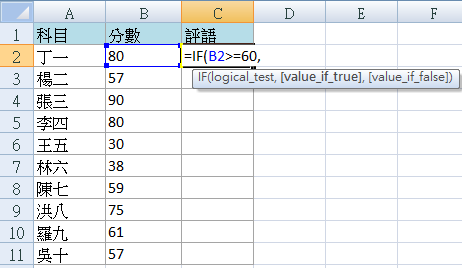 A B C D E F
1 科目 分數 評語
2 丁一 80 =IF(B2>=60,
IF(logical_test, [value_if_true], [value_if_false])
3 楊二 57
4 張三 90
5 李四 80
6 王五 30
7 林六 38
8 陳七 59
9 洪八 75
10 羅九 61
11 吳十 57